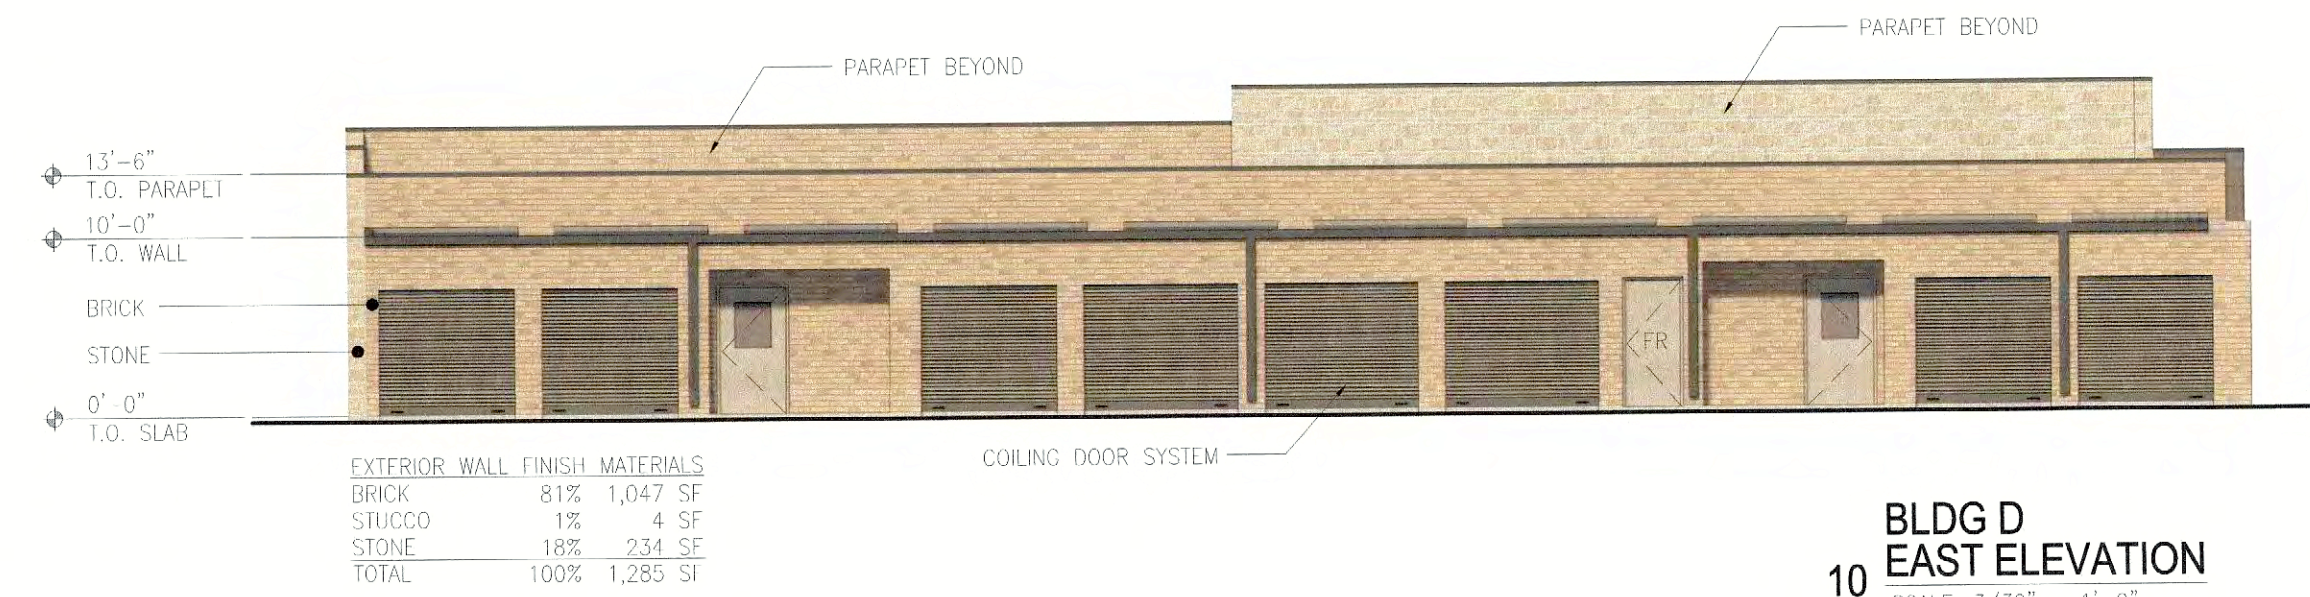 PARAPET BEYOND
PARAPET BEYOND
13'-6"
T.O. PARAPET
10'-0"
T.O. WALL
BRICK
STONE
0'-0"
T.O. SLAB
FR
COILING DOOR SYSTEM
EXTERIOR WALL FINISH MATERIALS
BRICK 81% 1,047 SF
STUCCO 1% 4 SF
STONE 18% 234 SF
TOTAL 100% 1,285 SF
BLDG D
10 EAST ELEVATION